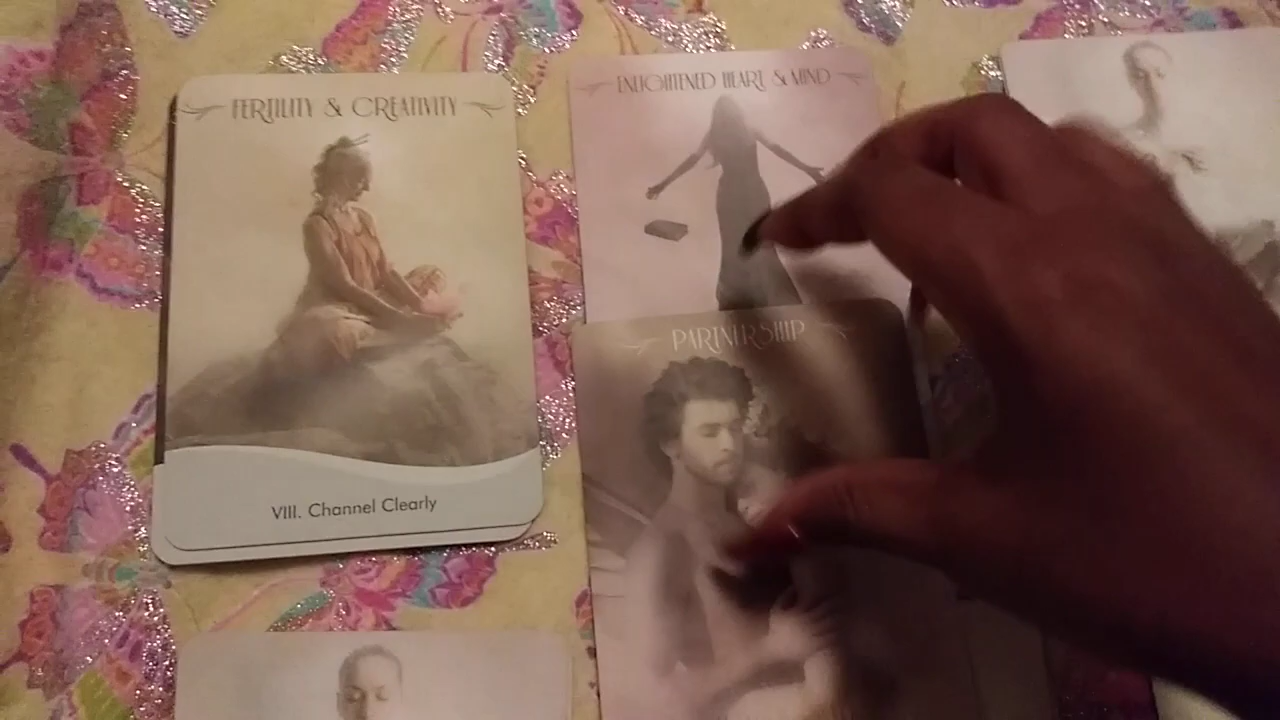 FERTILITY & CREATIVITY
ENLIGHTENED HEART & MIND
PARTNERSHIP
VIII. Channel Clearly